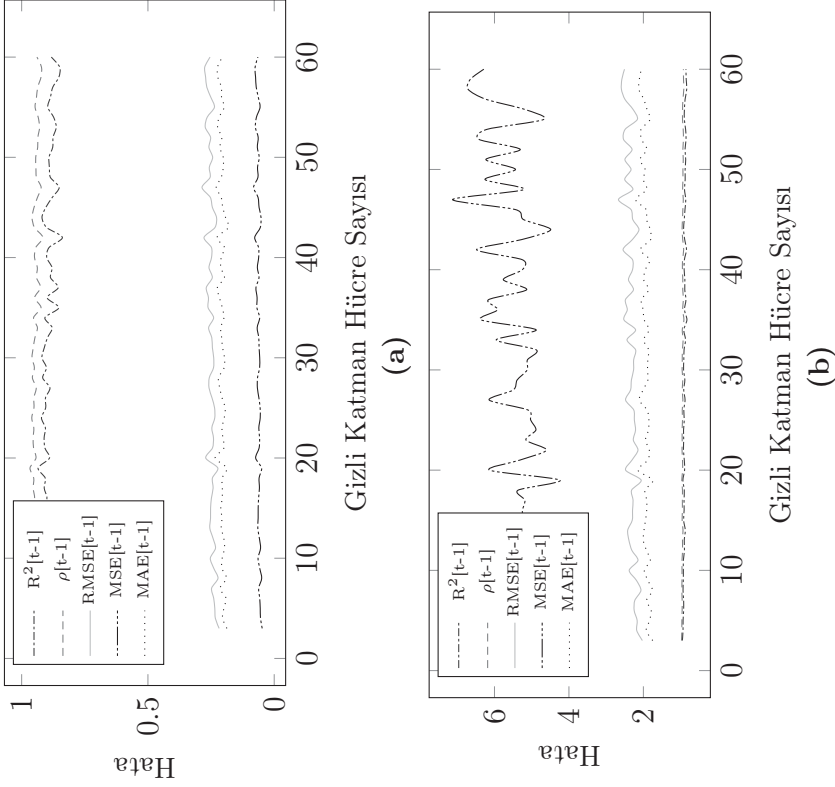 1
0.5
0
Hata
0
10
20
30
40
50
60
Gizli Katman Hücre Sayısı
(a)
R²[t-1]
ρ[t-1]
RMSE[t-1]
MSE[t-1]
MAE[t-1]
6
4
2
Hata
0
10
20
30
40
50
60
Gizli Katman Hücre Sayısı
(b)
R²[t-1]
ρ[t-1]
RMSE[t-1]
MSE[t-1]
MAE[t-1]